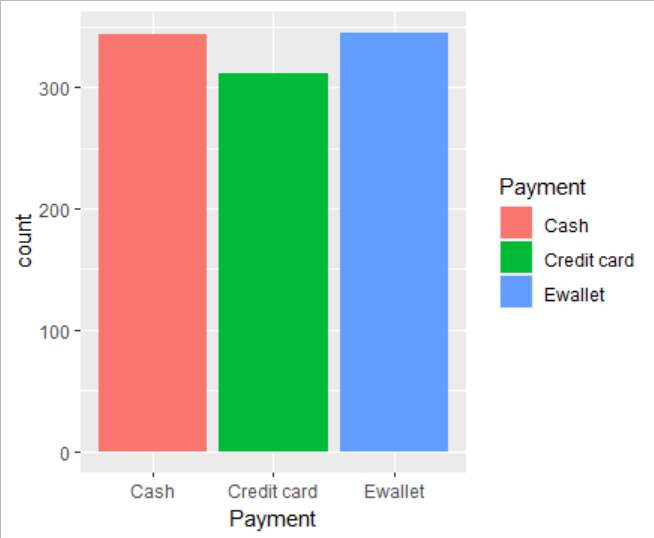 300
200
100
0
count
Cash
Credit card
Ewallet
Payment
Payment
Cash
Credit card
Ewallet